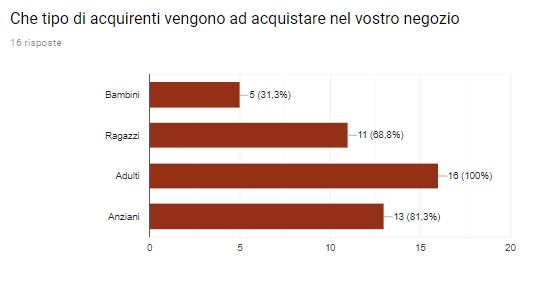 Che tipo di acquirenti vengono ad acquistare nel vostro negozio
16 risposte
Bambini 5 (31,3%)
Ragazzi 11 (68,8%)
Adulti 16 (100%)
Anziani 13 (81,3%)
0 5 10 15 20